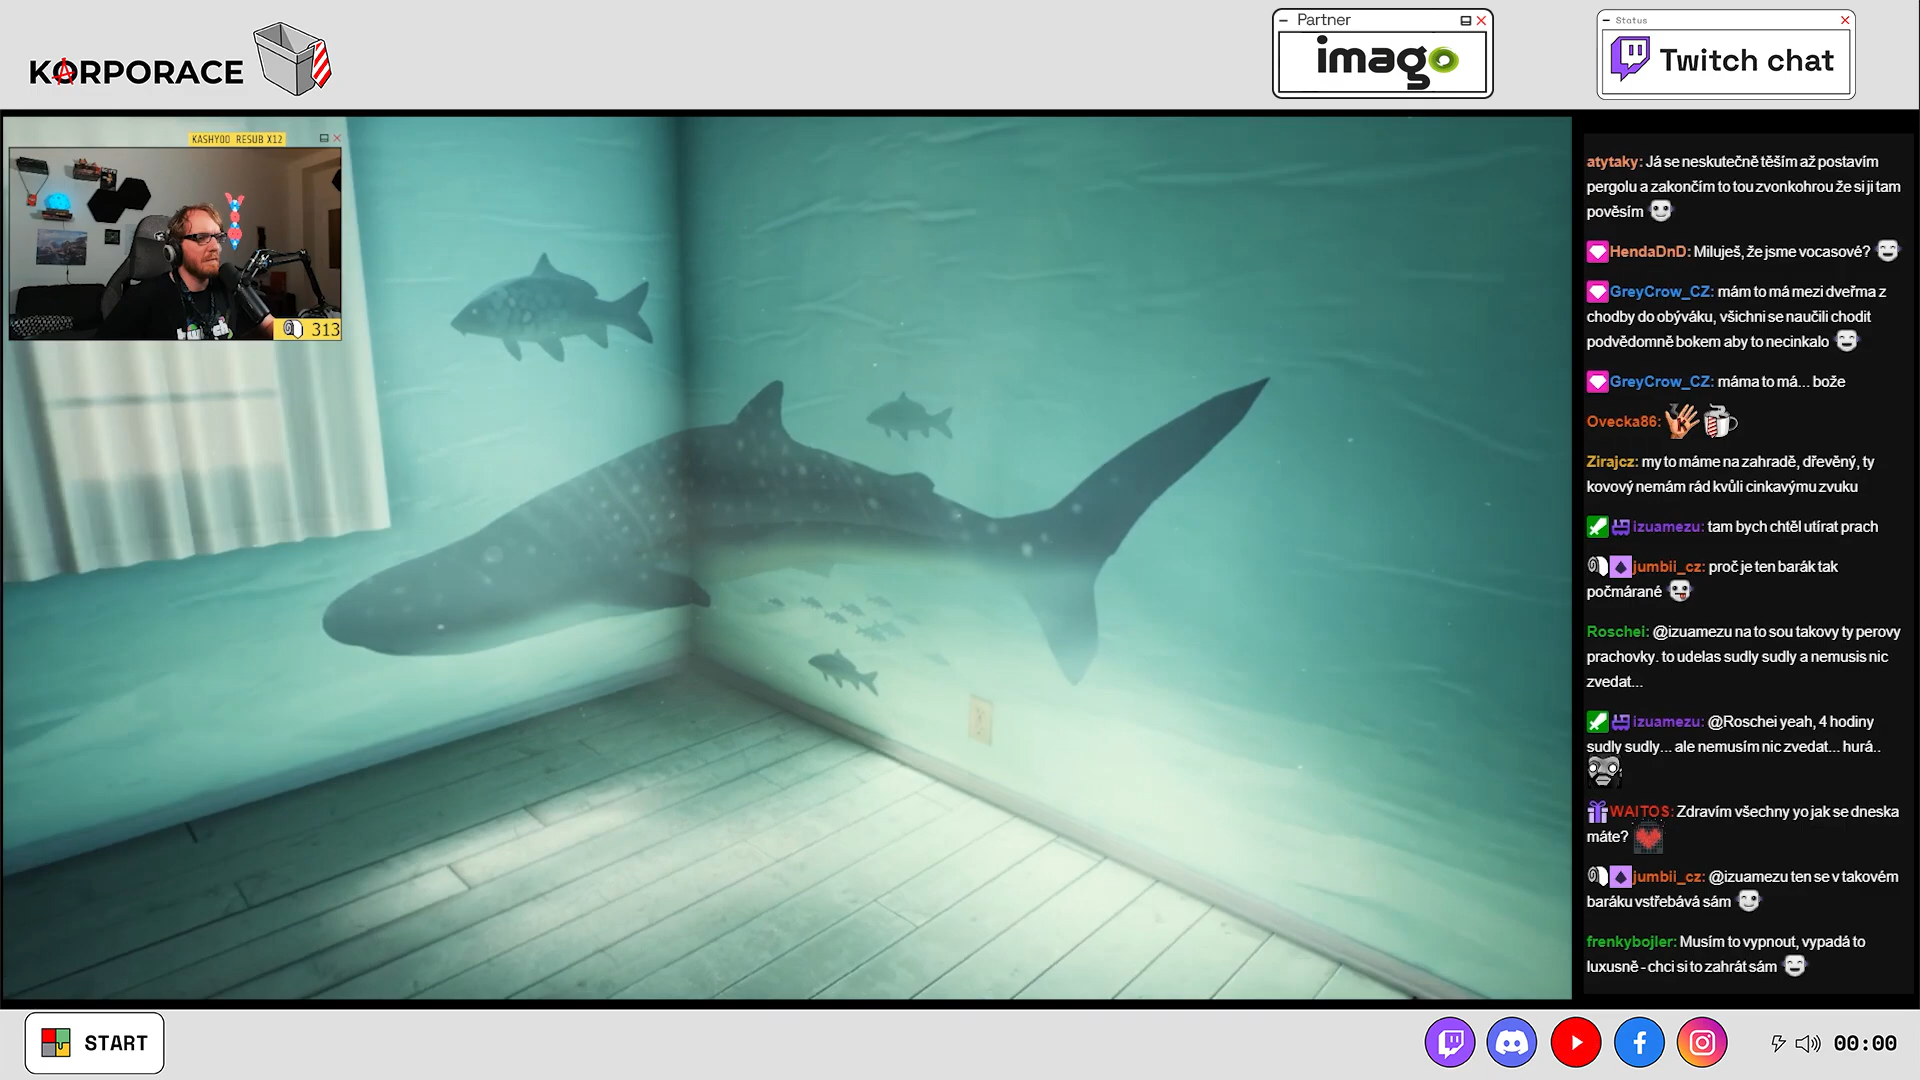 KORPORACE
Partner
imago
Status
Twitch chat
KASHYOO RESUB X12
313
atytaky: Já se neskutečně těším až postavím
pergolu a zakončím to tou zvonkohrou že si ji tam
pověsím
HendaDnD: Miluješ, že jsme vocasové?
GreyCrow_CZ: mám to má mezi dveřma z
chodby do obýváku, všichni se naučili chodit
podvědomně bokem aby to necinkalo
GreyCrow_CZ: máma to má... bože
Ovecka86:
Zirajcz: my to máme na zahradě, dřevěný, ty
kovový nemám rád kvůli cinkavýmu zvuku
izuamezu: tam bych chtěl utírat prach
jumbii_cz: proč je ten barák tak
počmárané
Roschei: @izuamezu na to sou takovy ty perovy
prachovky. to udelas sudly sudly a nemusis nic
zvedat...
izuamezu: @Roschei yeah, 4 hodiny
sudly sudly... ale nemusím nic zvedat... hurá..
WAITOS: Zdravím všechny yo jak se dneska
máte?
jumbii_cz: @izuamezu ten se v takovém
baráku vstřebává sám
frenkybojler: Musím to vypnout, vypadá to
luxusně - chci si to zahrát sám
START
00:00